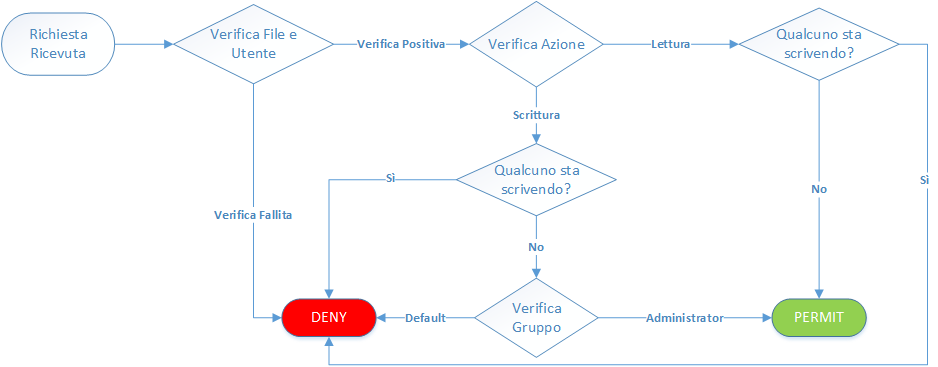 Richiesta
Ricevuta
Verifica File e
Utente
Verifica Positiva
Verifica Azione
Lettura
Qualcuno sta
scrivendo?
Scrittura
Qualcuno sta
scrivendo?
Sì
No
Sì
Verifica Fallita
No
DENY
Default
Verifica
Gruppo
Administrator
PERMIT